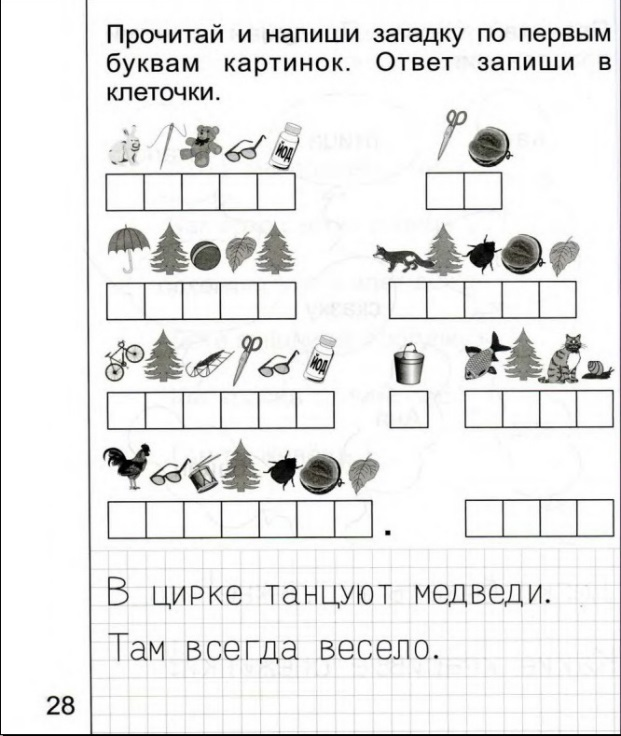 Прочитай и напиши загадку по первым
буквам картинок. Ответ запиши в
клеточки.
йод
йод
.
В цирке танцуют медведи.
Там всегда весело.
28